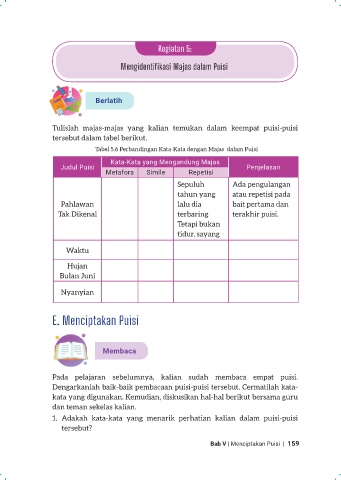 Kegiatan 5:
Mengidentifikasi Majas dalam Puisi
Berlatih
Tulislah majas-majas yang kalian temukan dalam keempat puisi-puisi
tersebut dalam tabel berikut.
Tabel 5.6 Perbandingan Kata-Kata dengan Majas dalam Puisi
Judul Puisi
Kata-Kata yang Mengandung Majas
Penjelasan
Metafora Simile Repetisi
Sepuluh Ada pengulangan
tahun yang atau repetisi pada
Pahlawan lalu dia bait pertama dan
Tak Dikenal terbaring terakhir puisi.
Tetapi bukan
tidur, sayang
Waktu
Hujan
Bulan Juni
Nyanyian
E. Menciptakan Puisi
Membaca
Pada pelajaran sebelumnya, kalian sudah membaca empat puisi.
Dengarkanlah baik-baik pembacaan puisi-puisi tersebut. Cermatilah kata-
kata yang digunakan. Kemudian, diskusikan hal-hal berikut bersama guru
dan teman sekelas kalian.
1. Adakah kata-kata yang menarik perhatian kalian dalam puisi-puisi
tersebut?
Bab V | Menciptakan Puisi | 159